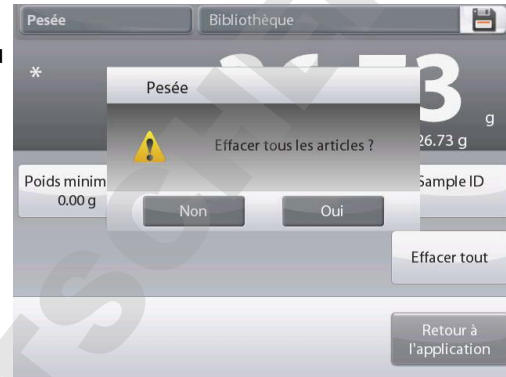 Pesée
Bibliothèque
*
g
26.73 g
Pesée
Effacer tous les articles ?
Non
Oui
Poids minim
0.00 g
Sample ID
Effacer tout
Retour à
l'application